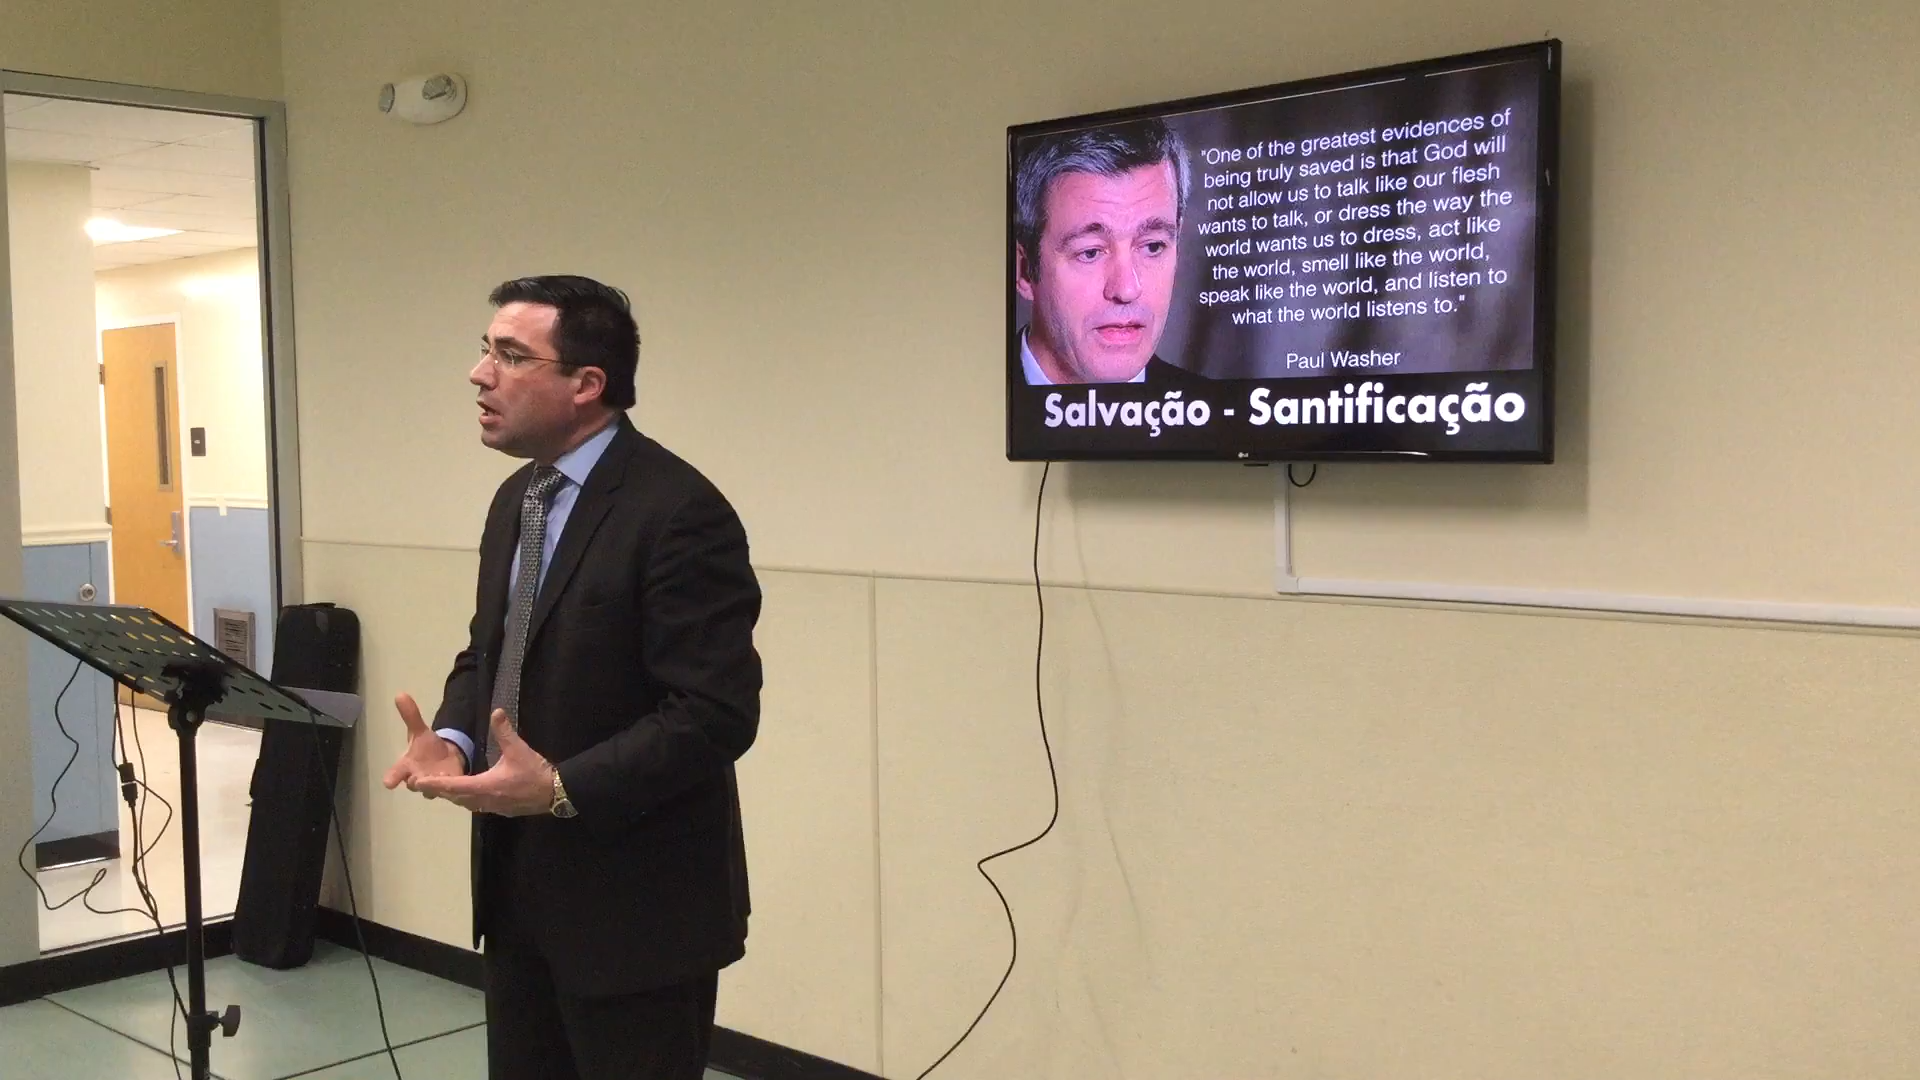 "One of the greatest evidences of
being truly saved is that God will
not allow us to talk like our flesh
wants to talk, or dress the way the
world wants us to dress, act like
the world, smell like the world,
speak like the world, and listen to
what the world listens to."
Paul Washer
Salvação - Santificação
LG